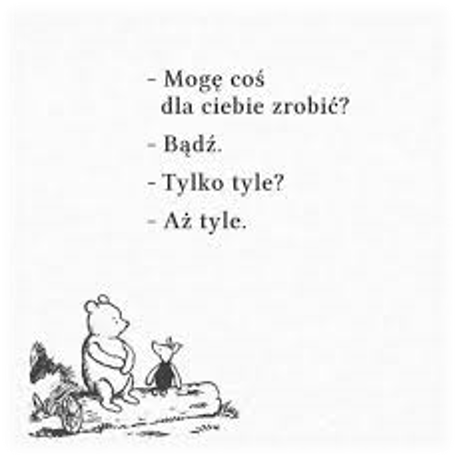 - Mogę coś
dla ciebie zrobić?
- Bądź.
- Tylko tyle?
- Aż tyle.